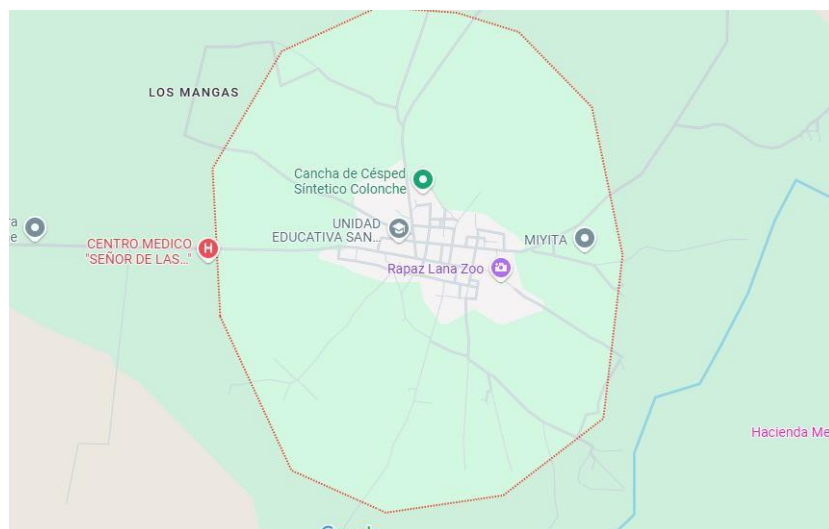 LOS MANGAS
Cancha de Césped
Síntetico Colonche
UNIDAD
EDUCATIVA SAN...
MIYITA
CENTRO MEDICO
"SEÑOR DE LAS..."
H
Rapaz Lana Zoo
Hacienda Me